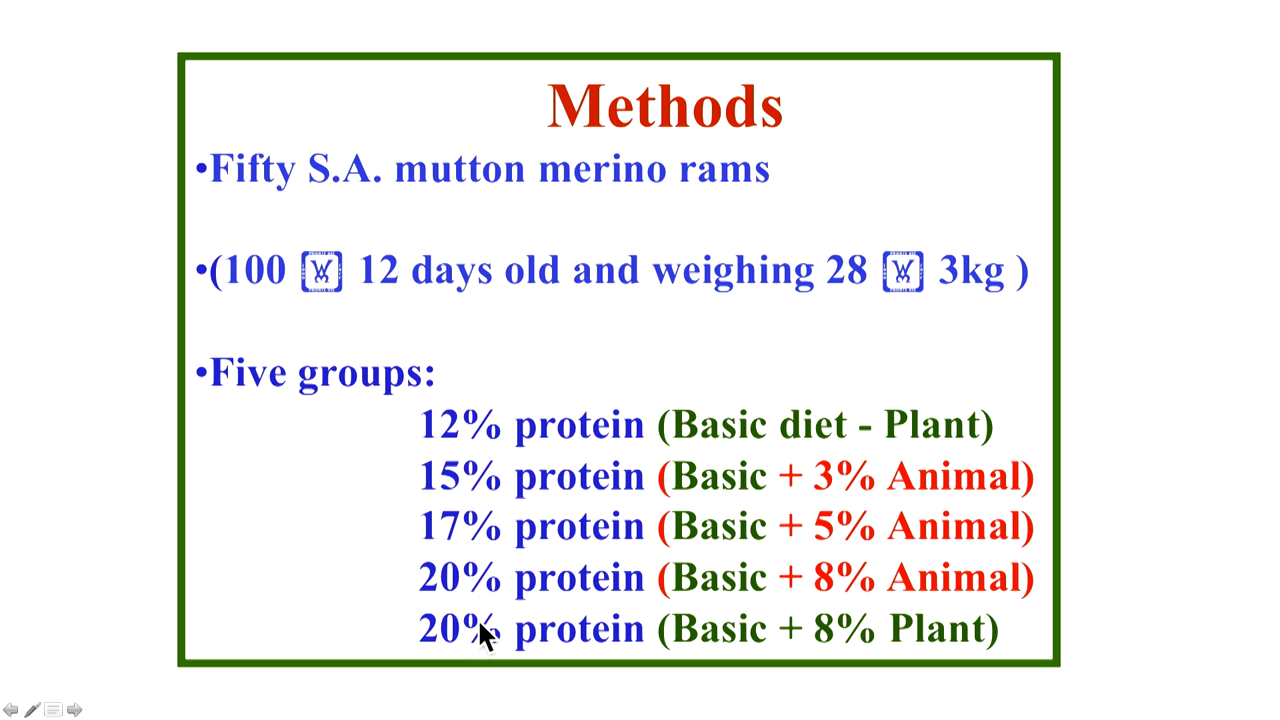 Methods
•Fifty S.A. mutton merino rams
•(100 12 days old and weighing 28 3kg )
•Five groups:
12% protein (Basic diet - Plant)
15% protein (Basic + 3% Animal)
17% protein (Basic + 5% Animal)
20% protein (Basic + 8% Animal)
20% protein (Basic + 8% Plant)